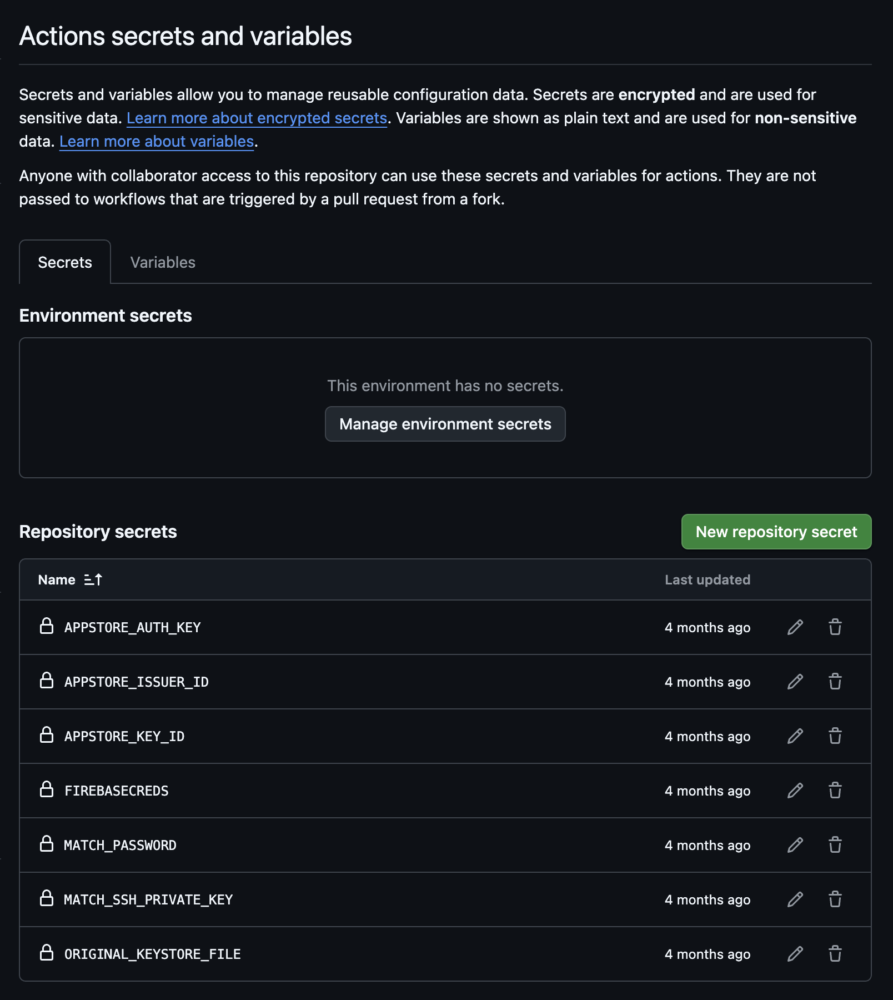 Actions secrets and variables
Secrets and variables allow you to manage reusable configuration data. Secrets are encrypted and are used for
sensitive data. Learn more about encrypted secrets. Variables are shown as plain text and are used for non-sensitive
data. Learn more about variables.
Anyone with collaborator access to this repository can use these secrets and variables for actions. They are not
passed to workflows that are triggered by a pull request from a fork.
Secrets Variables
Environment secrets
This environment has no secrets.
Manage environment secrets
Repository secrets New repository secret
Name Last updated
APPSTORE_AUTH_KEY 4 months ago
APPSTORE_ISSUER_ID 4 months ago
APPSTORE_KEY_ID 4 months ago
FIREBASECREDS 4 months ago
MATCH_PASSWORD 4 months ago
MATCH_SSH_PRIVATE_KEY 4 months ago
ORIGINAL_KEYSTORE_FILE 4 months ago